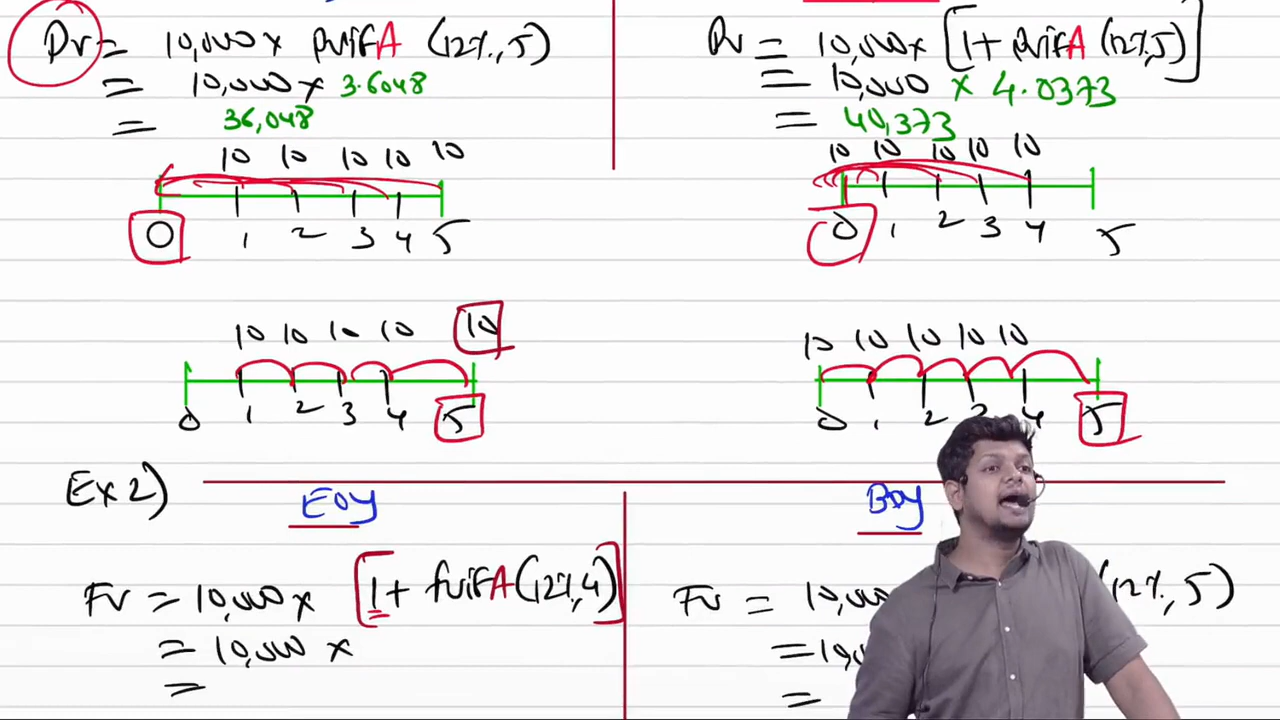 Pv = 10,000 x pvifA (12%, 5)
= 10,000 x 3.6048
= 36,048
10 10 10 10 10
0 1 2 3 4 5
Pv = 10,000 x [1 + pvifA (12%, 5)]
= 10,000 x 4.0373
= 40,373
10 10 10 10 10
0 1 2 3 4 5
10 10 10 10 10
0 1 2 3 4 5
10 10 10 10 10
0 1 2 3 4 5
Ex 2)
EOY
Fv = 10,000 x [1 + fvifA (12%, 4)]
= 10,000 x
=
BOY
Fv = 10,000 (12%, 5)
= 10,0
=